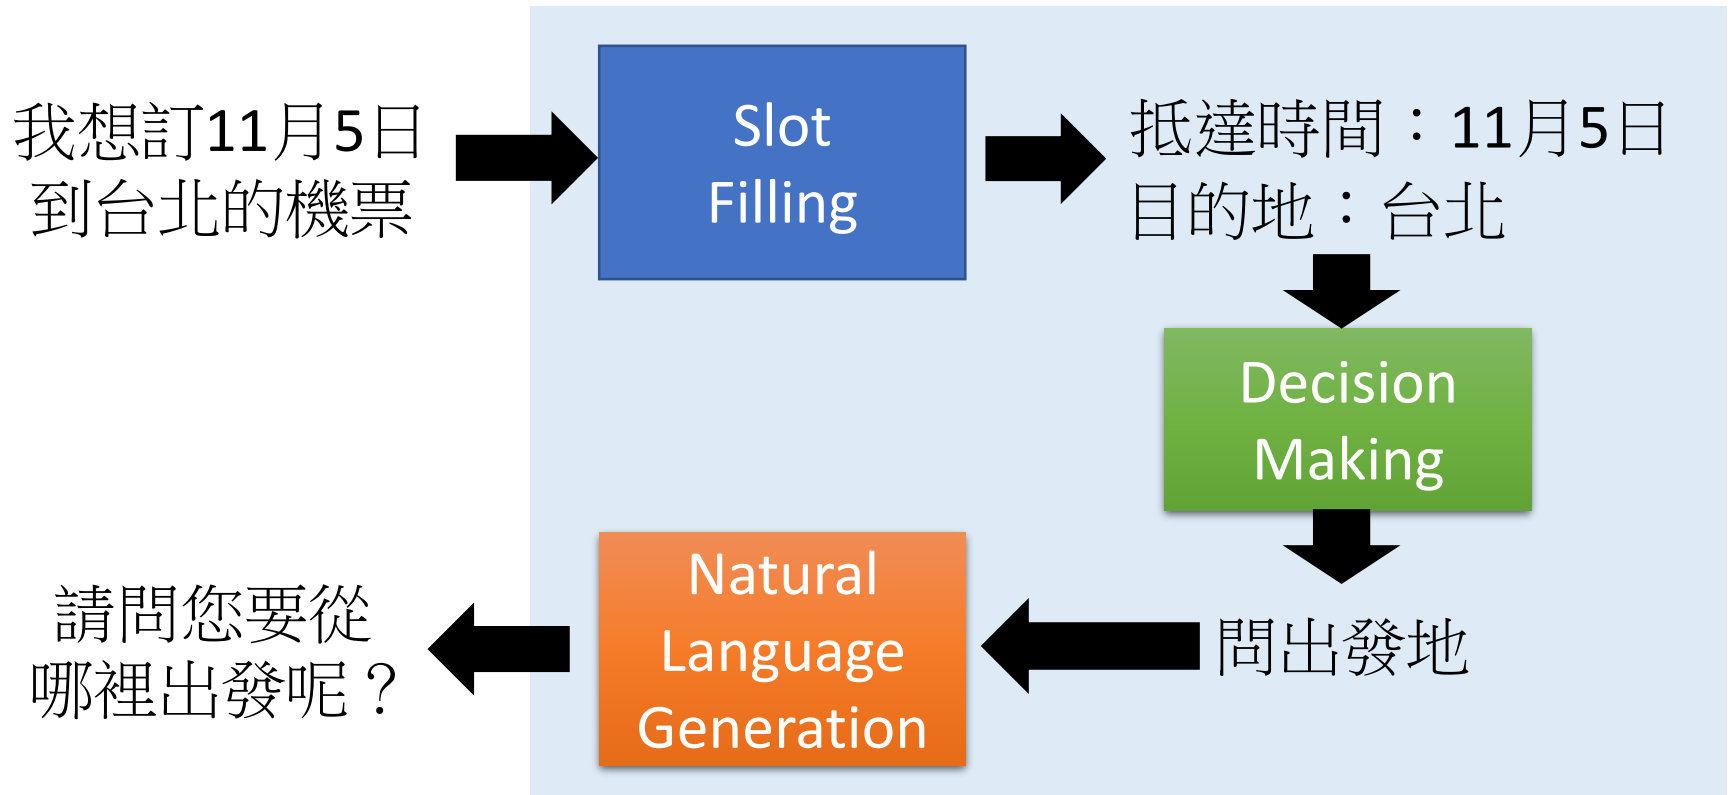 我想訂11月5日
到台北的機票
Slot
Filling
抵達時間：11月5日
目的地：台北
Decision
Making
問出發地
Natural
Language
Generation
請問您要從
哪裡出發呢？